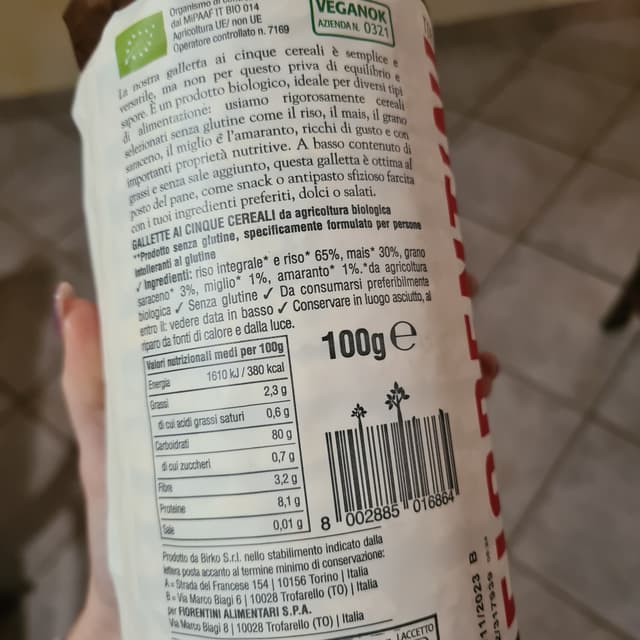 Organismo di
dal MiPAAF IT BIO 014
Agricoltura UE/ non UE
Operatore controllato n. 7169
VEGANOK
AZIENDA N. 0321
La nostra galletta ai cinque cereali è semplice e
versatile, ma non per questo priva di equilibrio e
sapore. È un prodotto biologico, ideale per diversi tipi
di alimentazione: usiamo rigorosamente cereali
selezionati senza glutine come il riso, il mais, il grano
saraceno, il miglio e l'amaranto, ricchi di gusto e con
importanti proprietà nutritive. A basso contenuto di
grassi e senza sale aggiunto, questa galletta è ottima al
posto del pane, come snack o antipasto sfizioso farcita
con i tuoi ingredienti preferiti, dolci o salati.
GALLETTE AI CINQUE CEREALI da agricoltura biologica
**Prodotto senza glutine, specificamente formulato per persone
intolleranti al glutine
✓ Ingredienti: riso integrale* e riso* 65%, mais* 30%, grano
saraceno* 3%, miglio* 1%, amaranto* 1%.*da agricoltura
biologica ✓ Senza glutine ✓ Da consumarsi preferibilmente
entro il: vedere data in basso ✓ Conservare in luogo asciutto, al
riparo da fonti di calore e dalla luce.
Valori nutrizionali medi per 100g
Energia 1610 kJ / 380 kcal
Grassi 2,3 g
di cui acidi grassi saturi 0,6 g
Carboidrati 80 g
di cui zuccheri 0,7 g
Fibre 3,2 g
Proteine 8,1 g
Sale 0,01 g
100g e
8 002885 016864
Prodotto da Birko S.r.l. nello stabilimento indicato dalla
lettera posta accanto al termine minimo di conservazione:
A= Strada del Francese 154 | 10156 Torino | Italia
B= Via Marco Biagi 6 | 10028 Trofarello (TO) | Italia
per FIORENTINI ALIMENTARI S.P.A.
Via Marco Biagi 8 | 10028 Trofarello (TO) | Italia
LACCETTO
11/2023 B
FIORENTINI